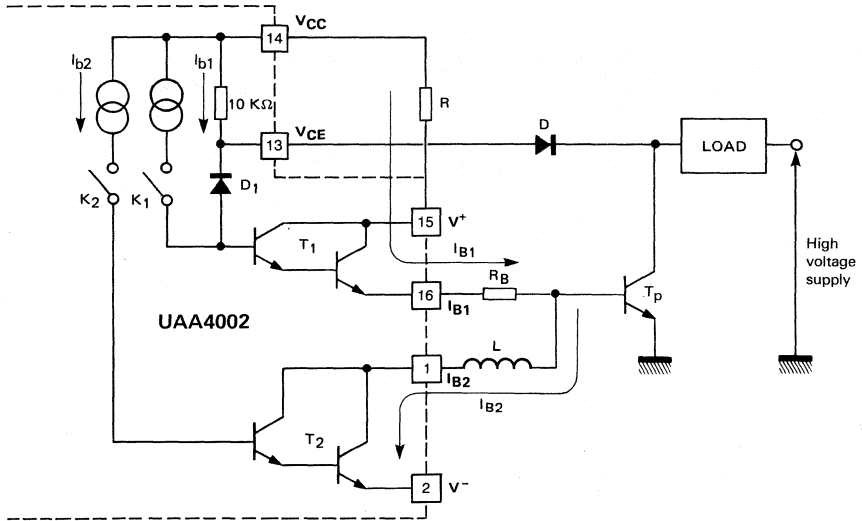 VCC
14
Ib2
Ib1
10 KΩ
R
VCE
13
D
LOAD
K2
K1
D1
15
V+
T1
IB1
High
voltage
supply
RB
Tp
16
IB1
UAA4002
L
1
IB2
IB2
T2
2
V−